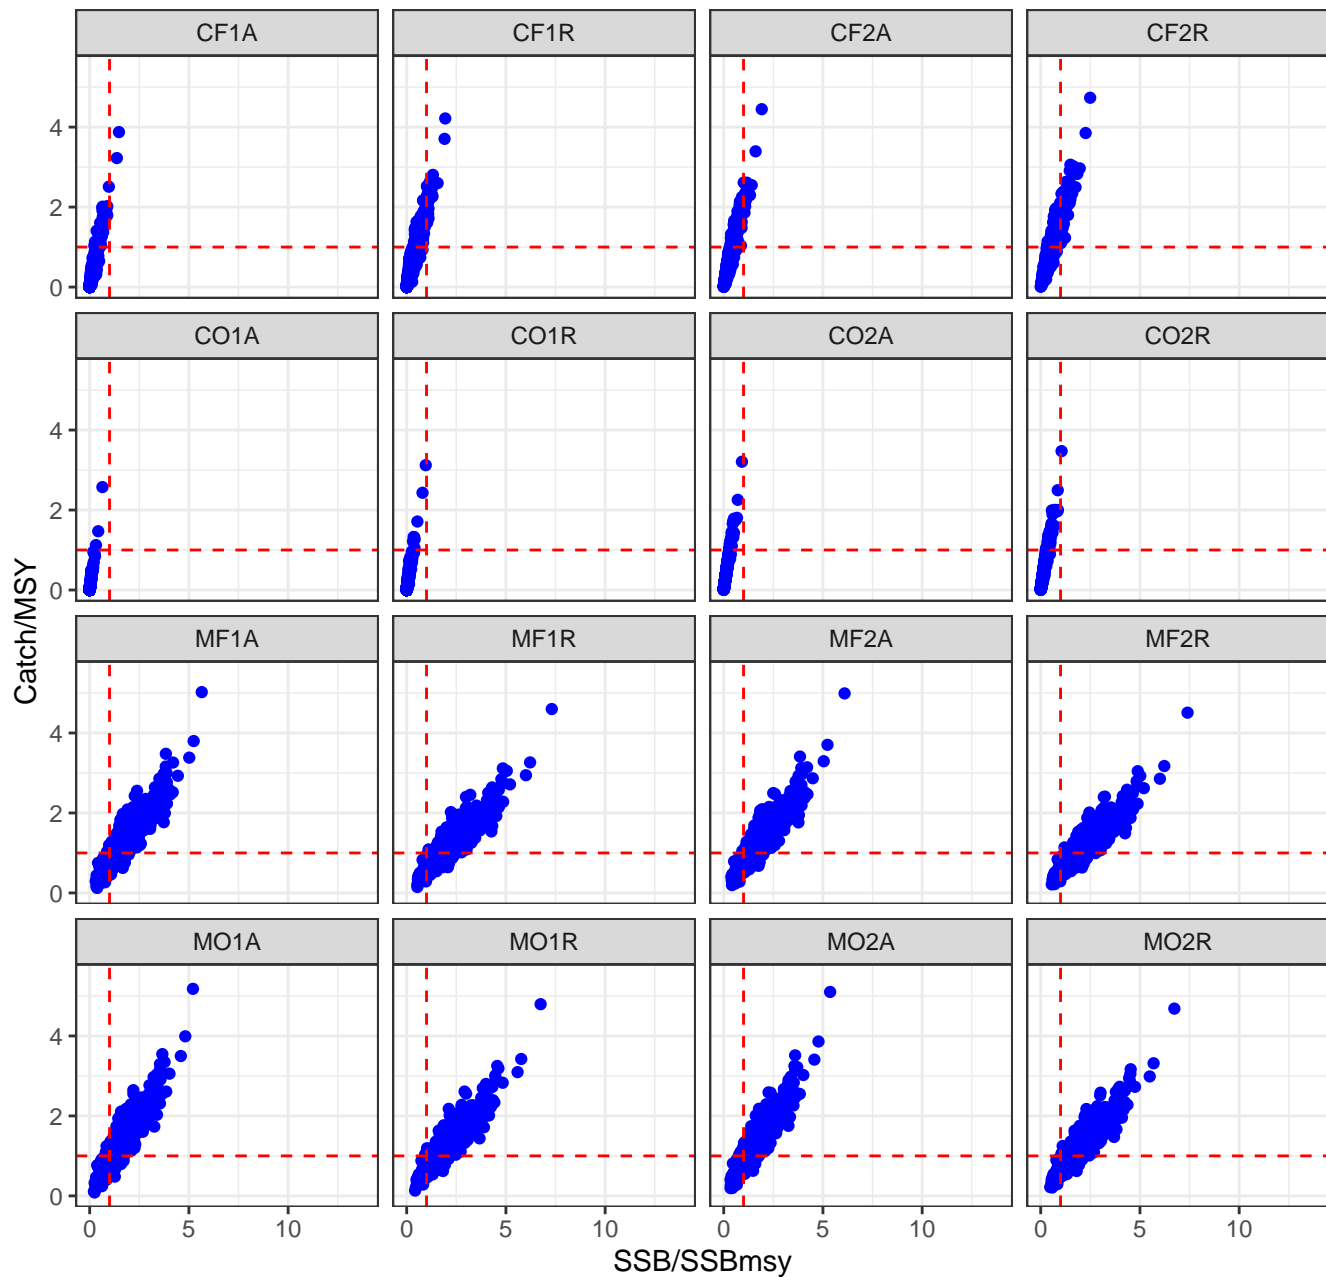 CF1A CF1R CF2A CF2R
4
2
0
CO1A CO1R CO2A CO2R
4
2
0
MF1A MF1R MF2A MF2R
4
2
0
MO1A MO1R MO2A MO2R
4
2
0
Catch/MSY
0 5 10 0 5 10 0 5 10 0 5 10
SSB/SSBmsy